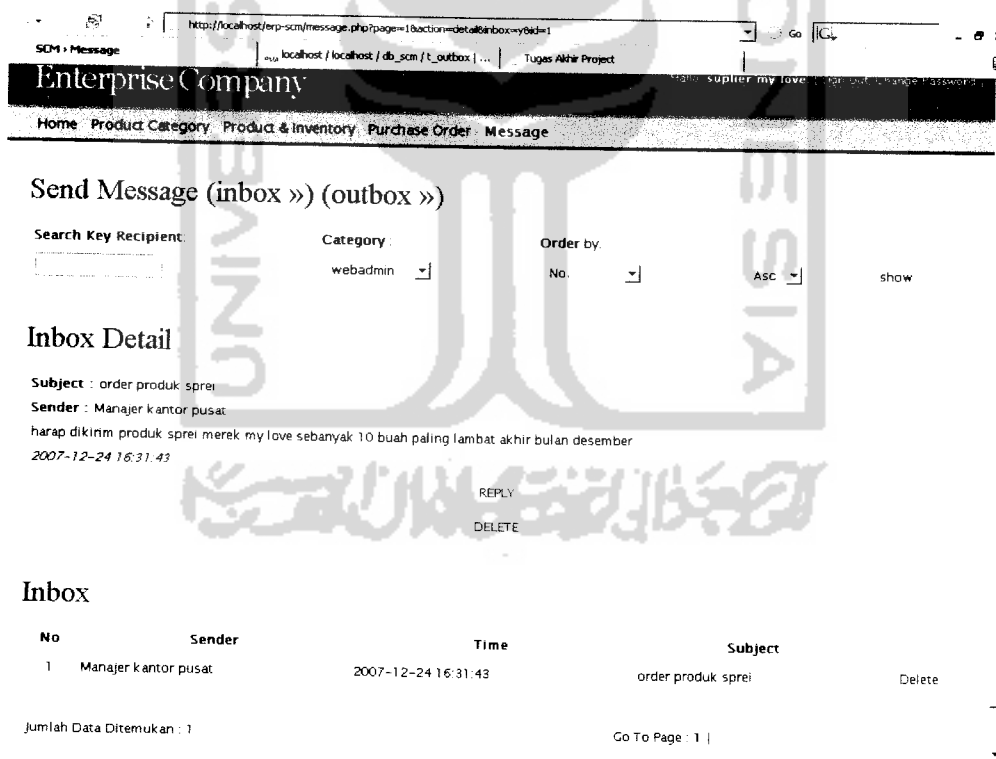 http://localhost/erp-scm/message.php?page=1&action=detail&inbox=y&id=1
Go
SCM › Message
localhost / localhost / db_scm / t_outbox | ...
Tugas Akhir Project
Enterprise Company
suplier my love
Change Password
Home Product Category Product & Inventory Purchase Order Message
Send Message (inbox ») (outbox »)
Search Key Recipient:
Category :
Order by:
webadmin
No.
Asc
show
Inbox Detail
Subject : order produk sprei
Sender : Manajer kantor pusat
harap dikirim produk sprei merek my love sebanyak 10 buah paling lambat akhir bulan desember
2007-12-24 16:31:43
REPLY
DELETE
Inbox
No Sender Time Subject
1 Manajer kantor pusat 2007-12-24 16:31:43 order produk sprei Delete
Jumlah Data Ditemukan : 1
Go To Page : 1 |